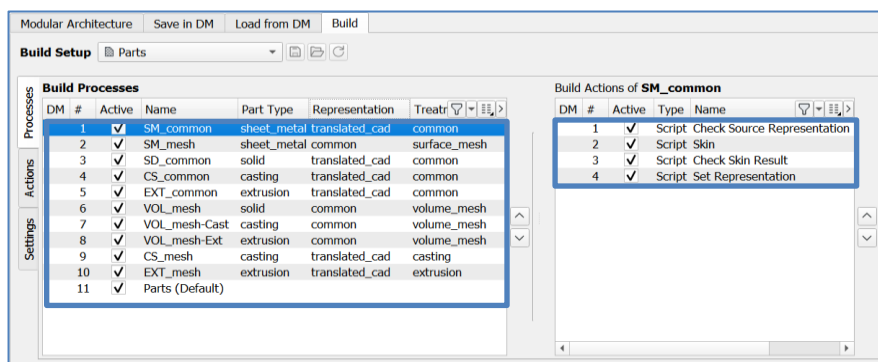 Modular Architecture Save in DM Load from DM Build
Build Setup Parts
Processes
Actions
Settings
Build Processes
DM # Active Name Part Type Representation Treatr
1 SM_common sheet_metal translated_cad common
2 SM_mesh sheet_metal common surface_mesh
3 SD_common solid translated_cad common
4 CS_common casting translated_cad common
5 EXT_common extrusion translated_cad common
6 VOL_mesh solid common volume_mesh
7 VOL_mesh-Cast casting common volume_mesh
8 VOL_mesh-Ext extrusion common volume_mesh
9 CS_mesh casting translated_cad casting
10 EXT_mesh extrusion translated_cad extrusion
11 Parts (Default)
Build Actions of SM_common
DM # Active Type Name
1 Script Check Source Representation
2 Script Skin
3 Script Check Skin Result
4 Script Set Representation